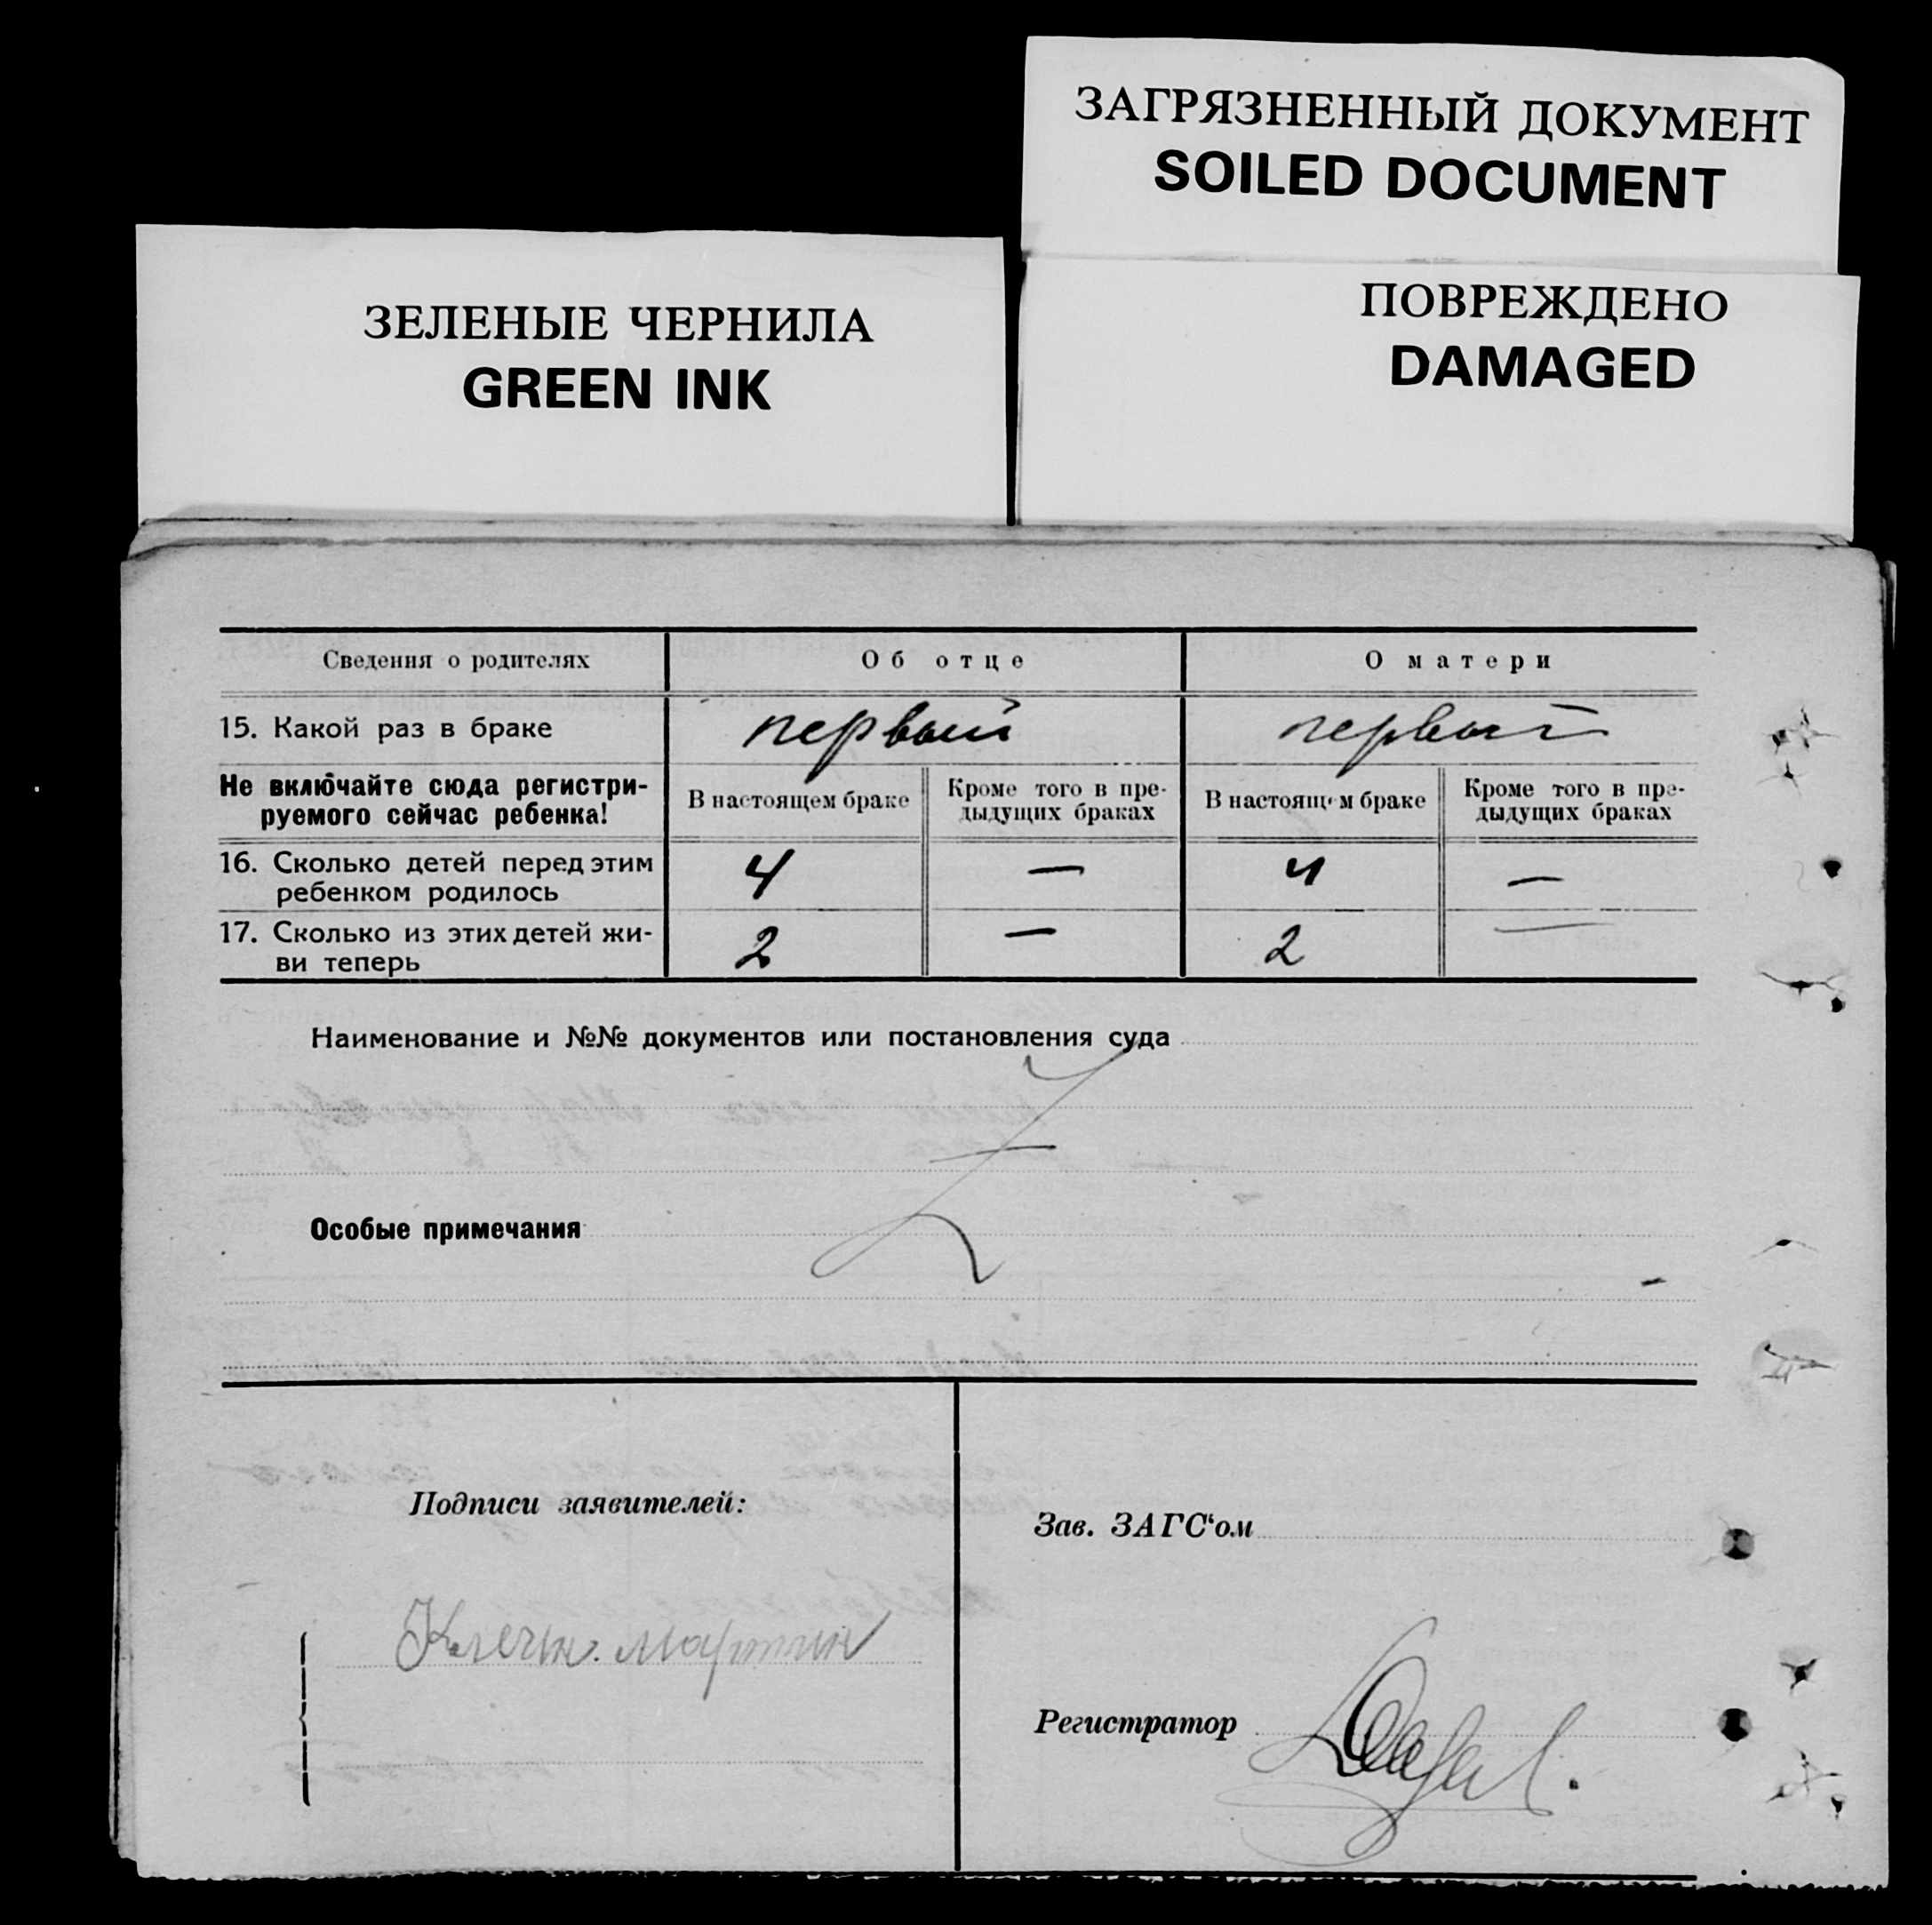 ЗАГРЯЗНЕННЫЙ ДОКУМЕНТ
SOILED DOCUMENT
ПОВРЕЖДЕНО
DAMAGED
ЗЕЛЕНЫЕ ЧЕРНИЛА
GREEN INK
Сведения о родителях Об отце О матери
15. Какой раз в браке первый первый
Не включайте сюда регистри-
руемого сейчас ребенка!
В настоящем браке
Кроме того в пре-
дыдущих браках
В настоящем браке
Кроме того в пре-
дыдущих браках
16. Сколько детей перед этим
ребенком родилось 4 — 4 —
17. Сколько из этих детей жи-
ви теперь 2 — 2 —
Наименование и №№ документов или постановления суда
Особые примечания
Подписи заявителей:
мартин
Зав. ЗАГС‘ом
Регистратор